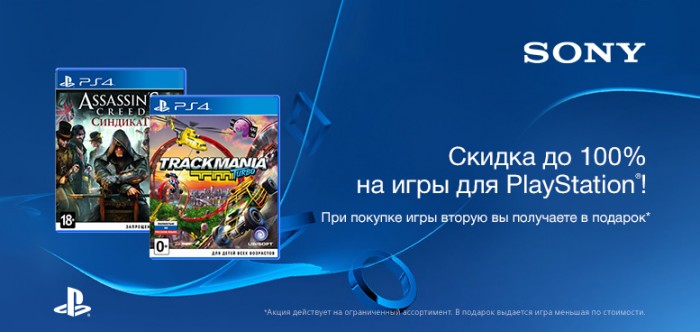 SONY
PS4
ASSASSIN'S
CREED
СИНДИКАТ
18+
PS4
TRACKMANIA
TURBO
0+
ДЛЯ ДЕТЕЙ ВСЕХ ВОЗРАСТОВ
UBISOFT
Скидка до 100%
на игры для PlayStation®!
При покупке игры вторую вы получаете в подарок*
*Акция действует на ограниченный ассортимент. В подарок выдается игра меньшая по стоимости.